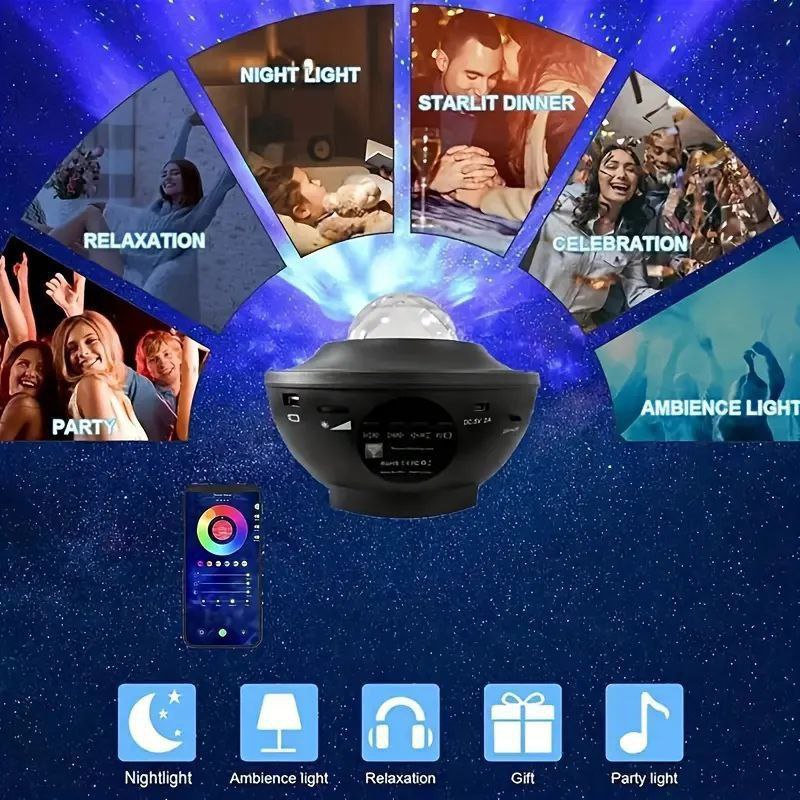 NIGHT LIGHT
STARLIT DINNER
RELAXATION
CELEBRATION
PARTY
AMBIENCE LIGHT
DC:5V 2A
Nightlight
Ambience light
Relaxation
Gift
Party light